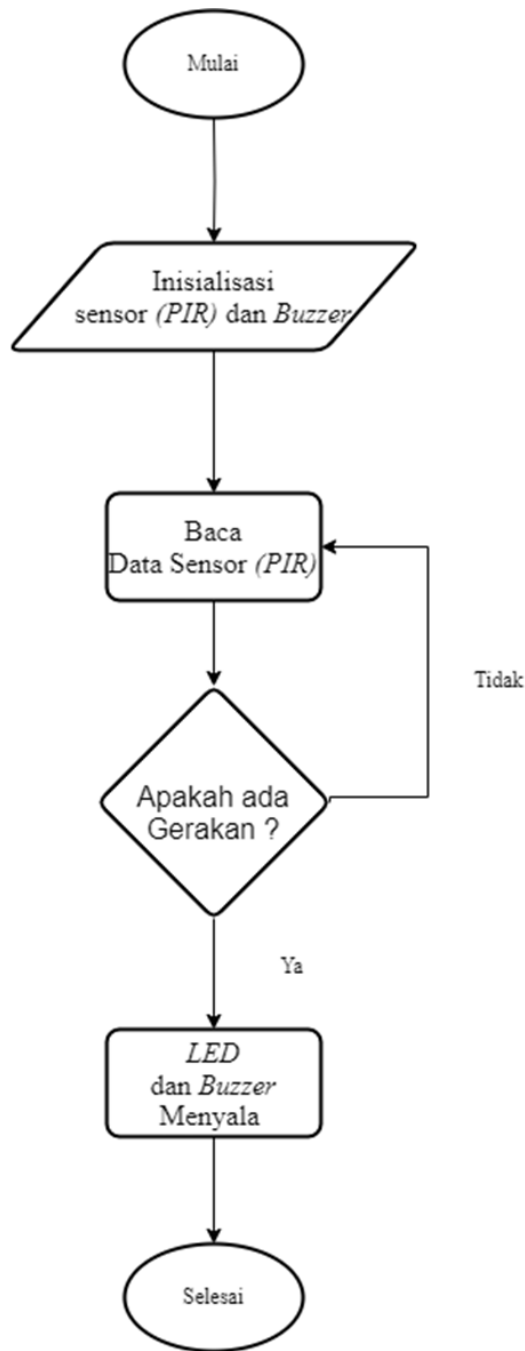 Mulai
Inisialisasi
sensor (PIR) dan Buzzer
Baca
Data Sensor (PIR)
Tidak
Apakah ada
Gerakan ?
Ya
LED
dan Buzzer
Menyala
Selesai